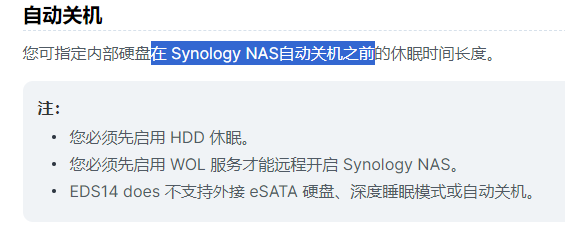 自动关机
您可指定内部硬盘在 Synology NAS自动关机之前的休眠时间长度。
注：
• 您必须先启用 HDD 休眠。
• 您必须先启用 WOL 服务才能远程开启 Synology NAS。
• EDS14 does 不支持外接 eSATA 硬盘、深度睡眠模式或自动关机。